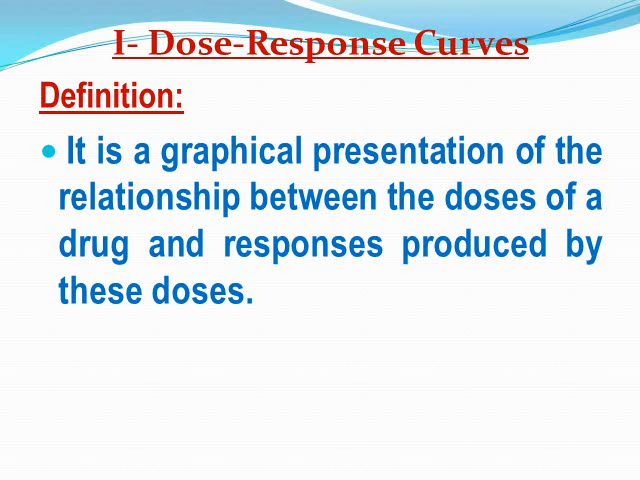 I- Dose-Response Curves
Definition:
• It is a graphical presentation of the
relationship between the doses of a
drug and responses produced by
these doses.